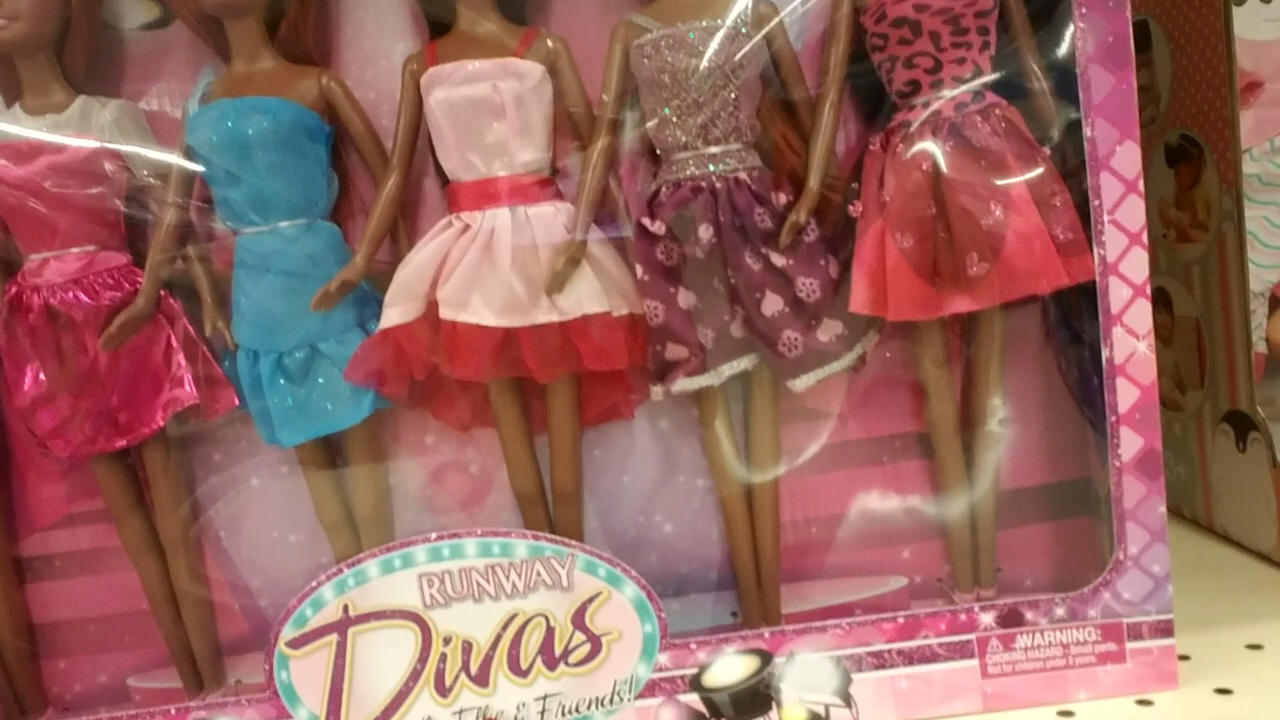 RUNWAY
Divas
& Friends!
WARNING:
CHOKING HAZARD - Small parts.
Not for children under 3 years.